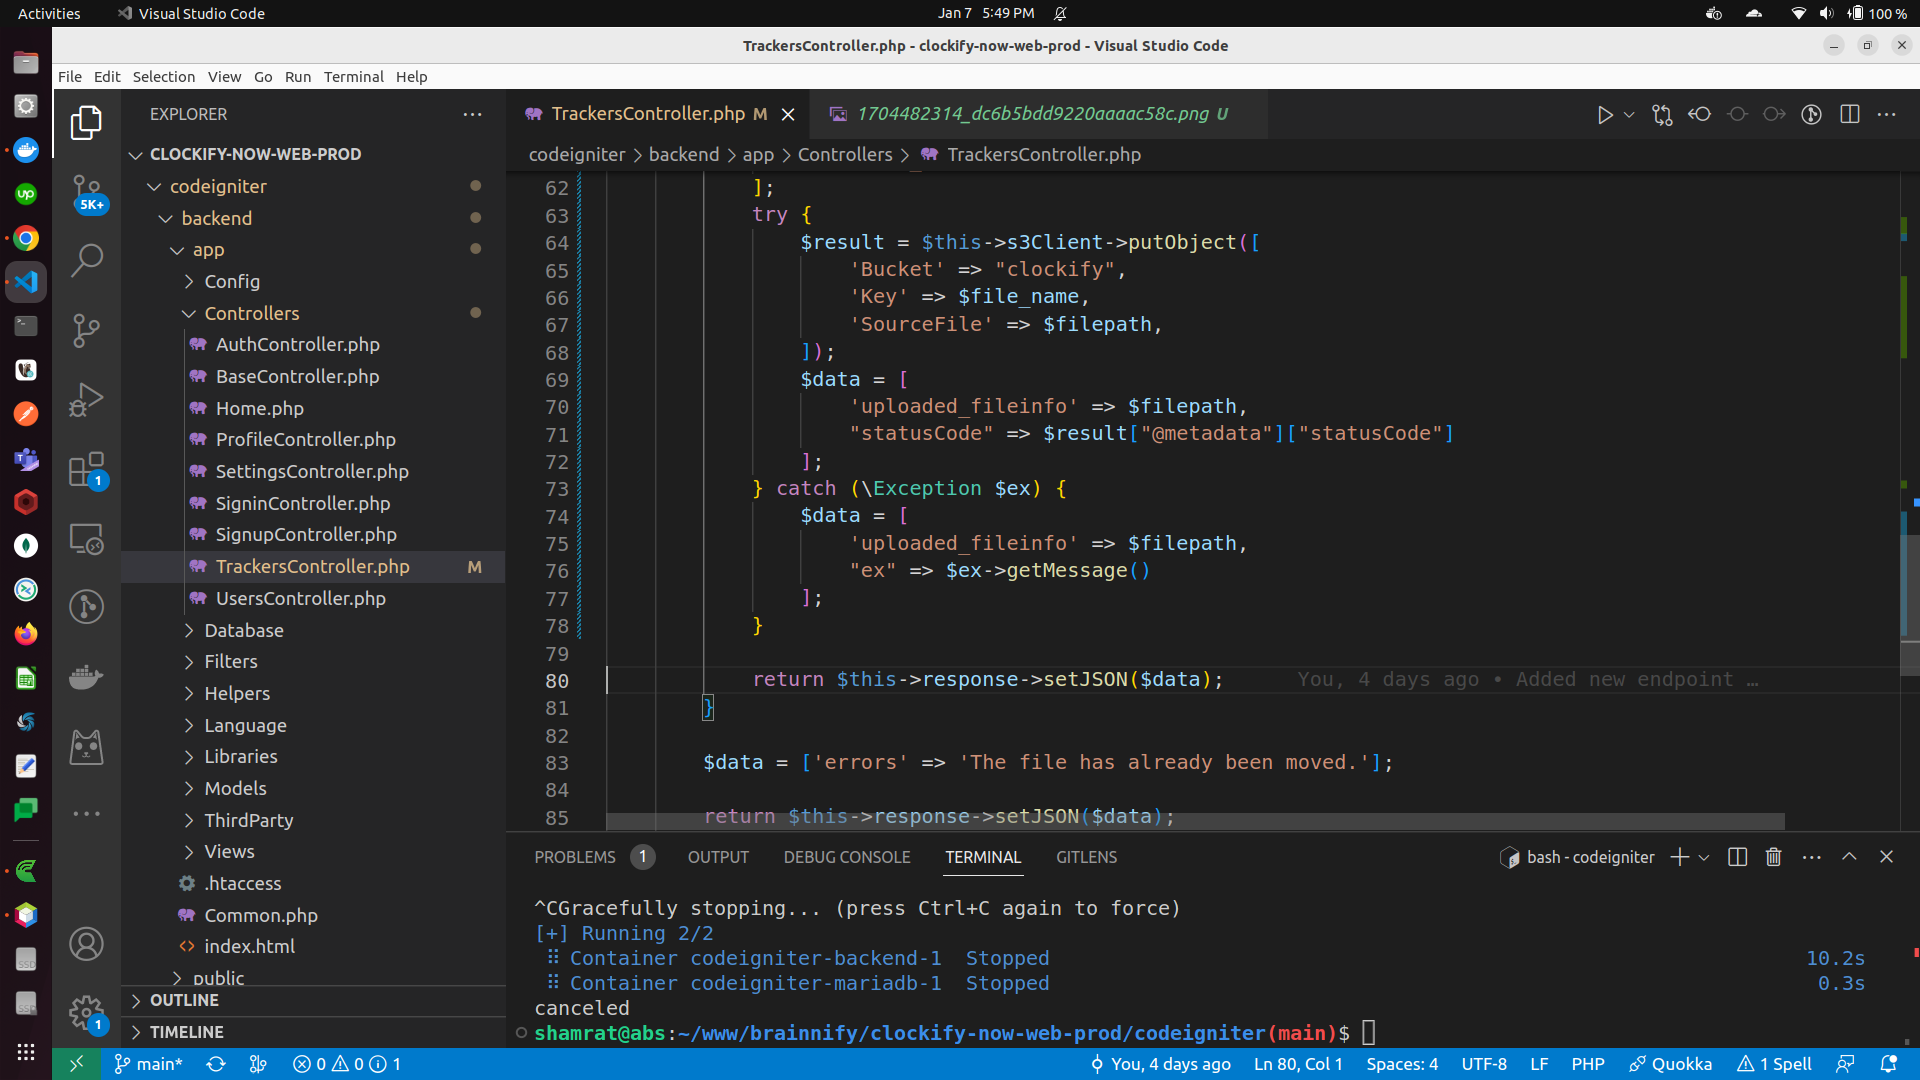 Activities
Visual Studio Code
Jan 7 5:49 PM
100 %
TrackersController.php - clockify-now-web-prod - Visual Studio Code
File Edit Selection View Go Run Terminal Help
EXPLORER
TrackersController.php M
1704482314_dc6b5bdd9220aaaac58c.png U
CLOCKIFY-NOW-WEB-PROD
codeigniter
backend
app
Config
Controllers
AuthController.php
BaseController.php
Home.php
ProfileController.php
SettingsController.php
SigninController.php
SignupController.php
TrackersController.php M
UsersController.php
Database
Filters
Helpers
Language
Libraries
Models
ThirdParty
Views
.htaccess
Common.php
index.html
public
OUTLINE
TIMELINE
5K+
1
1
codeigniter > backend > app > Controllers > TrackersController.php
62 ];
63 try {
64 $result = $this->s3Client->putObject([
65 'Bucket' => "clockify",
66 'Key' => $file_name,
67 'SourceFile' => $filepath,
68 ]);
69 $data = [
70 'uploaded_fileinfo' => $filepath,
71 "statusCode" => $result["@metadata"]["statusCode"]
72 ];
73 } catch (\Exception $ex) {
74 $data = [
75 'uploaded_fileinfo' => $filepath,
76 "ex" => $ex->getMessage()
77 ];
78 }
79
80 return $this->response->setJSON($data); You, 4 days ago • Added new endpoint …
81 }
82
83 $data = ['errors' => 'The file has already been moved.'];
84
85 return $this->response->setJSON($data);
PROBLEMS 1 OUTPUT DEBUG CONSOLE TERMINAL GITLENS
bash - codeigniter
^CGracefully stopping... (press Ctrl+C again to force)
[+] Running 2/2
Container codeigniter-backend-1 Stopped 10.2s
Container codeigniter-mariadb-1 Stopped 0.3s
canceled
shamrat@abs:~/www/brainnify/clockify-now-web-prod/codeigniter(main)$
main* 0 0 1
You, 4 days ago Ln 80, Col 1 Spaces: 4 UTF-8 LF PHP Quokka 1 Spell